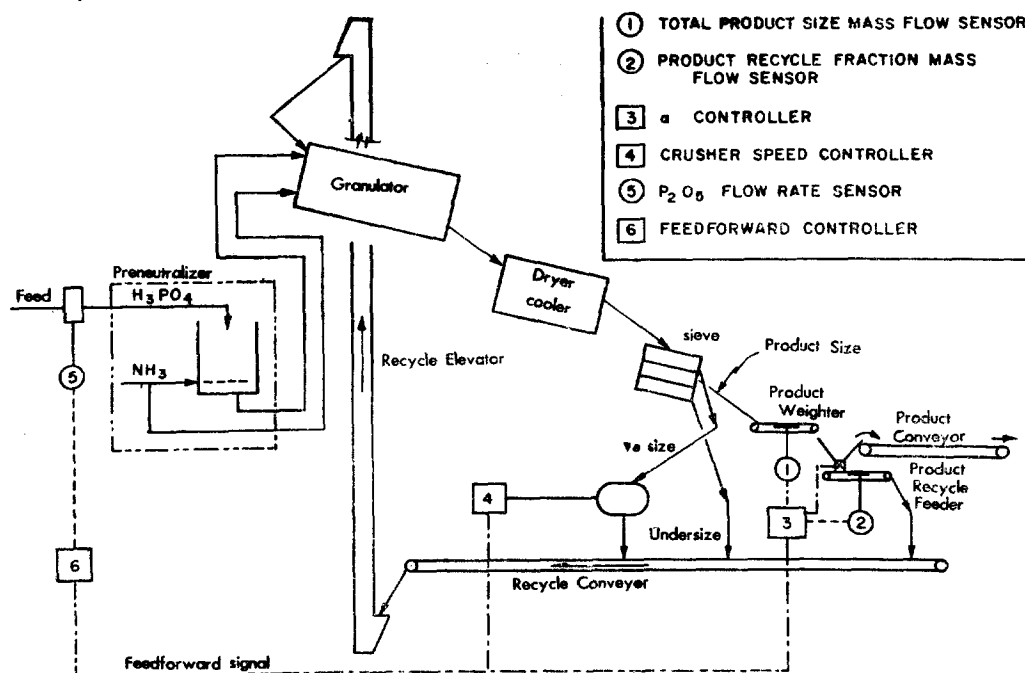 1 TOTAL PRODUCT SIZE MASS FLOW SENSOR
2 PRODUCT RECYCLE FRACTION MASS
FLOW SENSOR
3 α CONTROLLER
4 CRUSHER SPEED CONTROLLER
5 P₂O₅ FLOW RATE SENSOR
6 FEEDFORWARD CONTROLLER
Granulator
Preneutralizer
Feed
H₃PO₄
NH₃
5
6
Recycle Elevator
Dryer
cooler
sieve
Product Size
Product
Weighter
Product
Conveyor
Product
Recycle
Feeder
size
1
2
3
4
Undersize
Recycle Conveyer
Feedforward signal